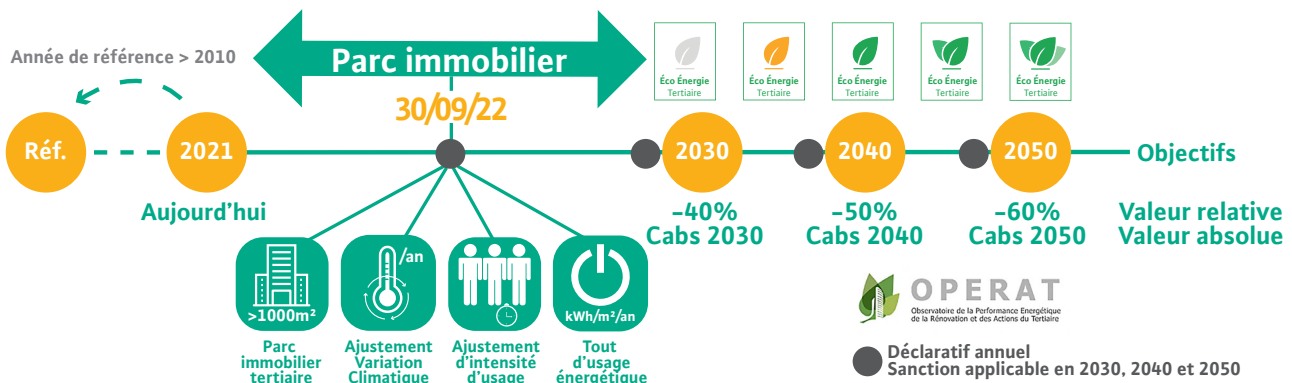 Année de référence > 2010
Parc immobilier
30/09/22
Éco Énergie
Tertiaire
Éco Énergie
Tertiaire
Éco Énergie
Tertiaire
Éco Énergie
Tertiaire
Éco Énergie
Tertiaire
Réf.
2021
2030
2040
2050
Objectifs
Aujourd'hui
-40%
Cabs 2030
-50%
Cabs 2040
-60%
Cabs 2050
Valeur relative
Valeur absolue
>1000m²
/an
kWh/m²/an
Parc
immobilier
tertiaire
Ajustement
Variation
Climatique
Ajustement
d'intensité
d'usage
Tout
d'usage
énergétique
OPERAT
Observatoire de la Performance Energétique
de la Rénovation et des Actions du Tertiaire
Déclaratif annuel
Sanction applicable en 2030, 2040 et 2050